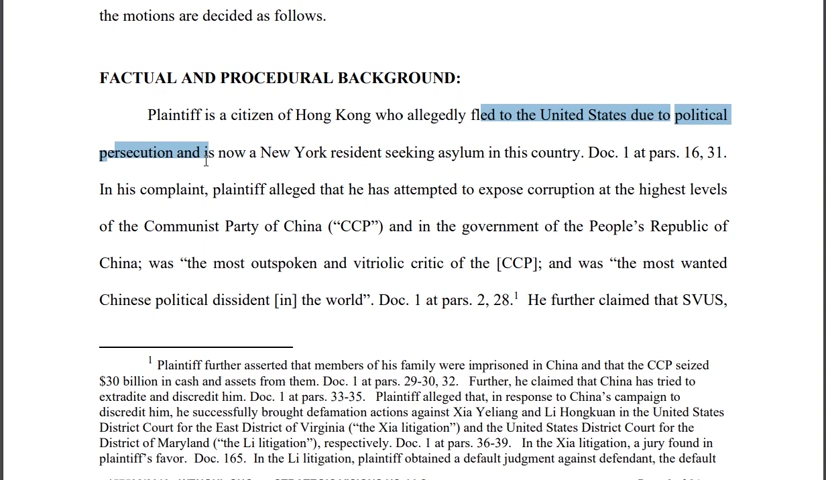 the motions are decided as follows.
FACTUAL AND PROCEDURAL BACKGROUND:
Plaintiff is a citizen of Hong Kong who allegedly fled to the United States due to political
persecution and is now a New York resident seeking asylum in this country. Doc. 1 at pars. 16, 31.
In his complaint, plaintiff alleged that he has attempted to expose corruption at the highest levels
of the Communist Party of China (“CCP”) and in the government of the People’s Republic of
China; was “the most outspoken and vitriolic critic of the [CCP]; and was “the most wanted
Chinese political dissident [in] the world”. Doc. 1 at pars. 2, 28.1 He further claimed that SVUS,
1 Plaintiff further asserted that members of his family were imprisoned in China and that the CCP seized
$30 billion in cash and assets from them. Doc. 1 at pars. 29-30, 32. Further, he claimed that China has tried to
extradite and discredit him. Doc. 1 at pars. 33-35. Plaintiff alleged that, in response to China’s campaign to
discredit him, he successfully brought defamation actions against Xia Yeliang and Li Hongkuan in the United States
District Court for the East District of Virginia (“the Xia litigation”) and the United States District Court for the
District of Maryland (“the Li litigation”), respectively. Doc. 1 at pars. 36-39. In the Xia litigation, a jury found in
plaintiff’s favor. Doc. 165. In the Li litigation, plaintiff obtained a default judgment against defendant, the default